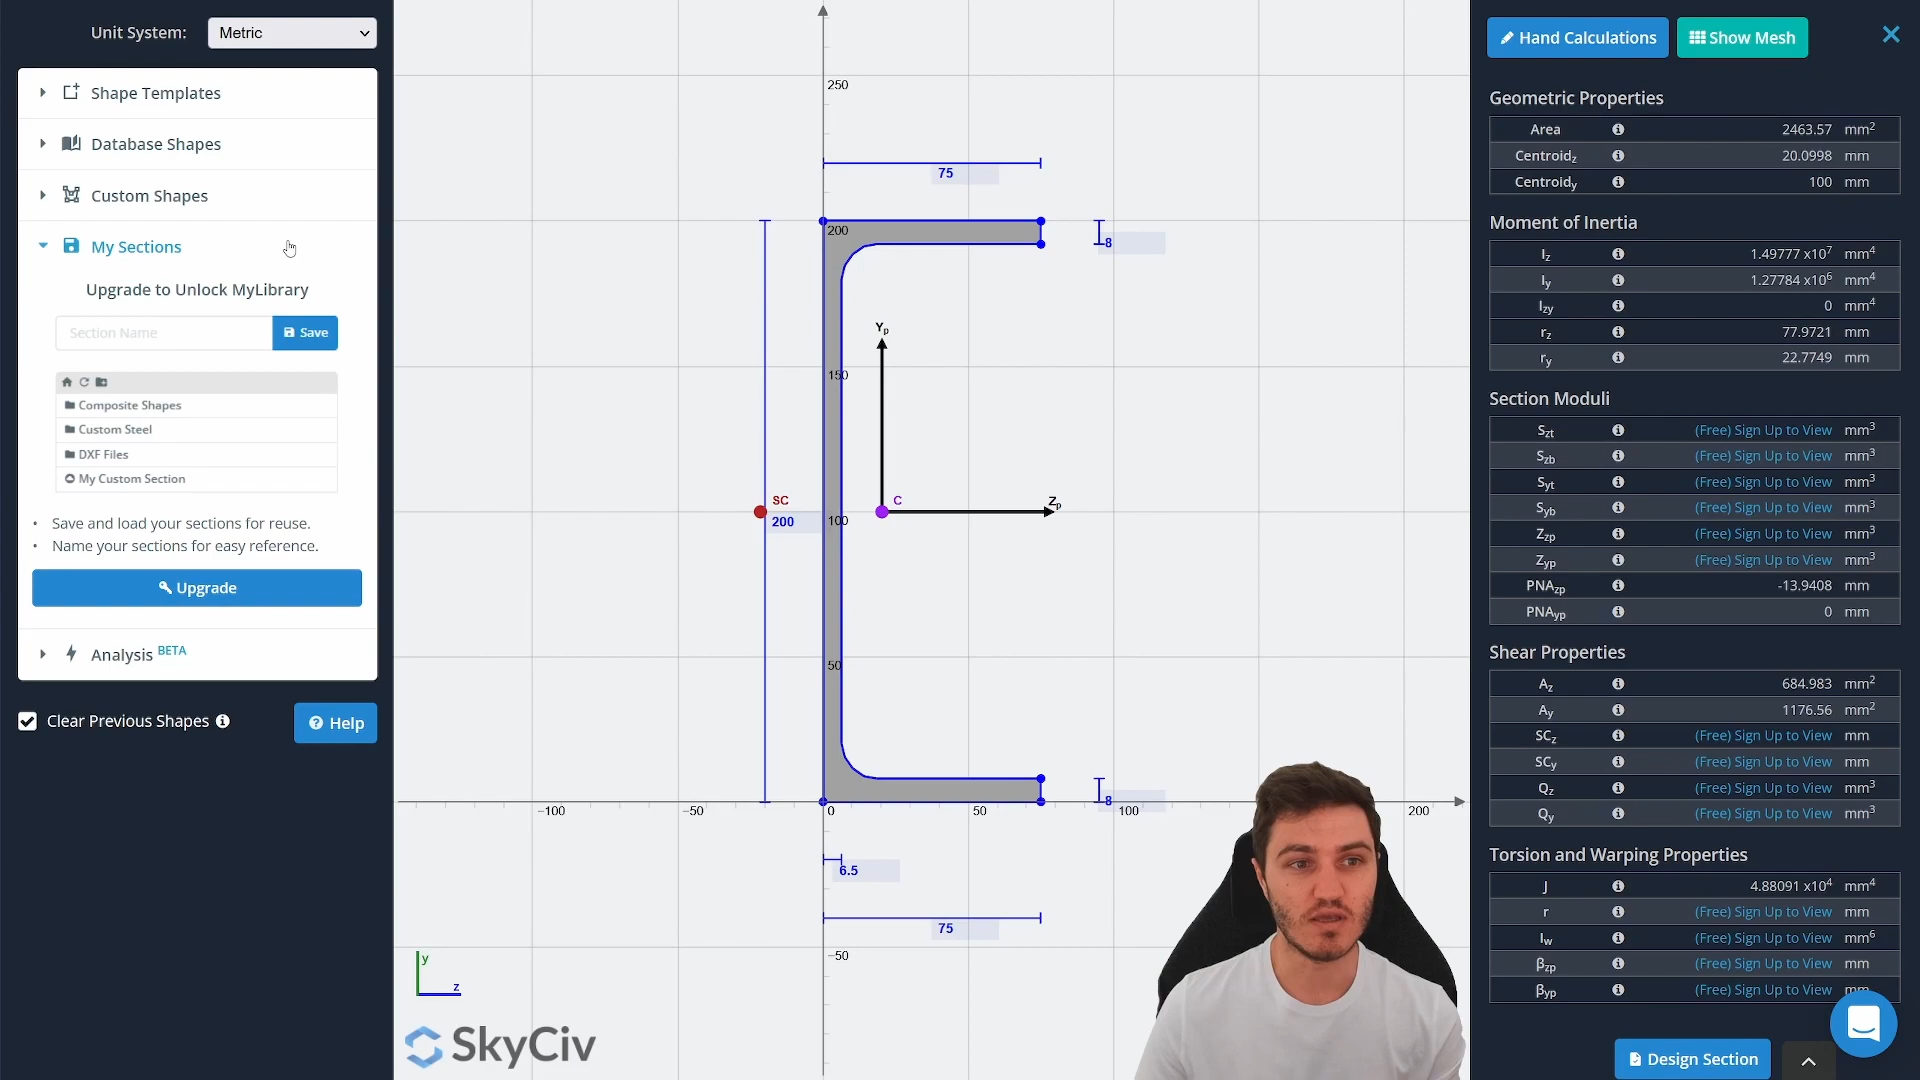 Unit System:
Metric
Shape Templates
Database Shapes
Custom Shapes
My Sections
Upgrade to Unlock MyLibrary
Section Name
Save
Composite Shapes
Custom Steel
DXF Files
My Custom Section
• Save and load your sections for reuse.
• Name your sections for easy reference.
Upgrade
Analysis BETA
Clear Previous Shapes
Help
250
75
200
8
Yp
150
SC
200
C
Zp
100
50
8
-100
-50
0
50
100
200
6.5
75
-50
y
z
SkyCiv
Hand Calculations
Show Mesh
Geometric Properties
Area 2463.57 mm²
Centroidz 20.0998 mm
Centroidy 100 mm
Moment of Inertia
Iz 1.49777 x10⁷ mm⁴
Iy 1.27784 x10⁶ mm⁴
Izy 0 mm⁴
rz 77.9721 mm
ry 22.7749 mm
Section Moduli
Szt (Free) Sign Up to View mm³
Szb (Free) Sign Up to View mm³
Syt (Free) Sign Up to View mm³
Syb (Free) Sign Up to View mm³
Zzp (Free) Sign Up to View mm³
Zyp (Free) Sign Up to View mm³
PNAzp -13.9408 mm
PNAyp 0 mm
Shear Properties
Az 684.983 mm²
Ay 1176.56 mm²
SCz (Free) Sign Up to View mm
SCy (Free) Sign Up to View mm
Qz (Free) Sign Up to View mm³
Qy (Free) Sign Up to View mm³
Torsion and Warping Properties
J 4.88091 x10⁴ mm⁴
r (Free) Sign Up to View mm
Iw (Free) Sign Up to View mm⁶
βzp (Free) Sign Up to View mm
βyp (Free) Sign Up to View mm
Design Section